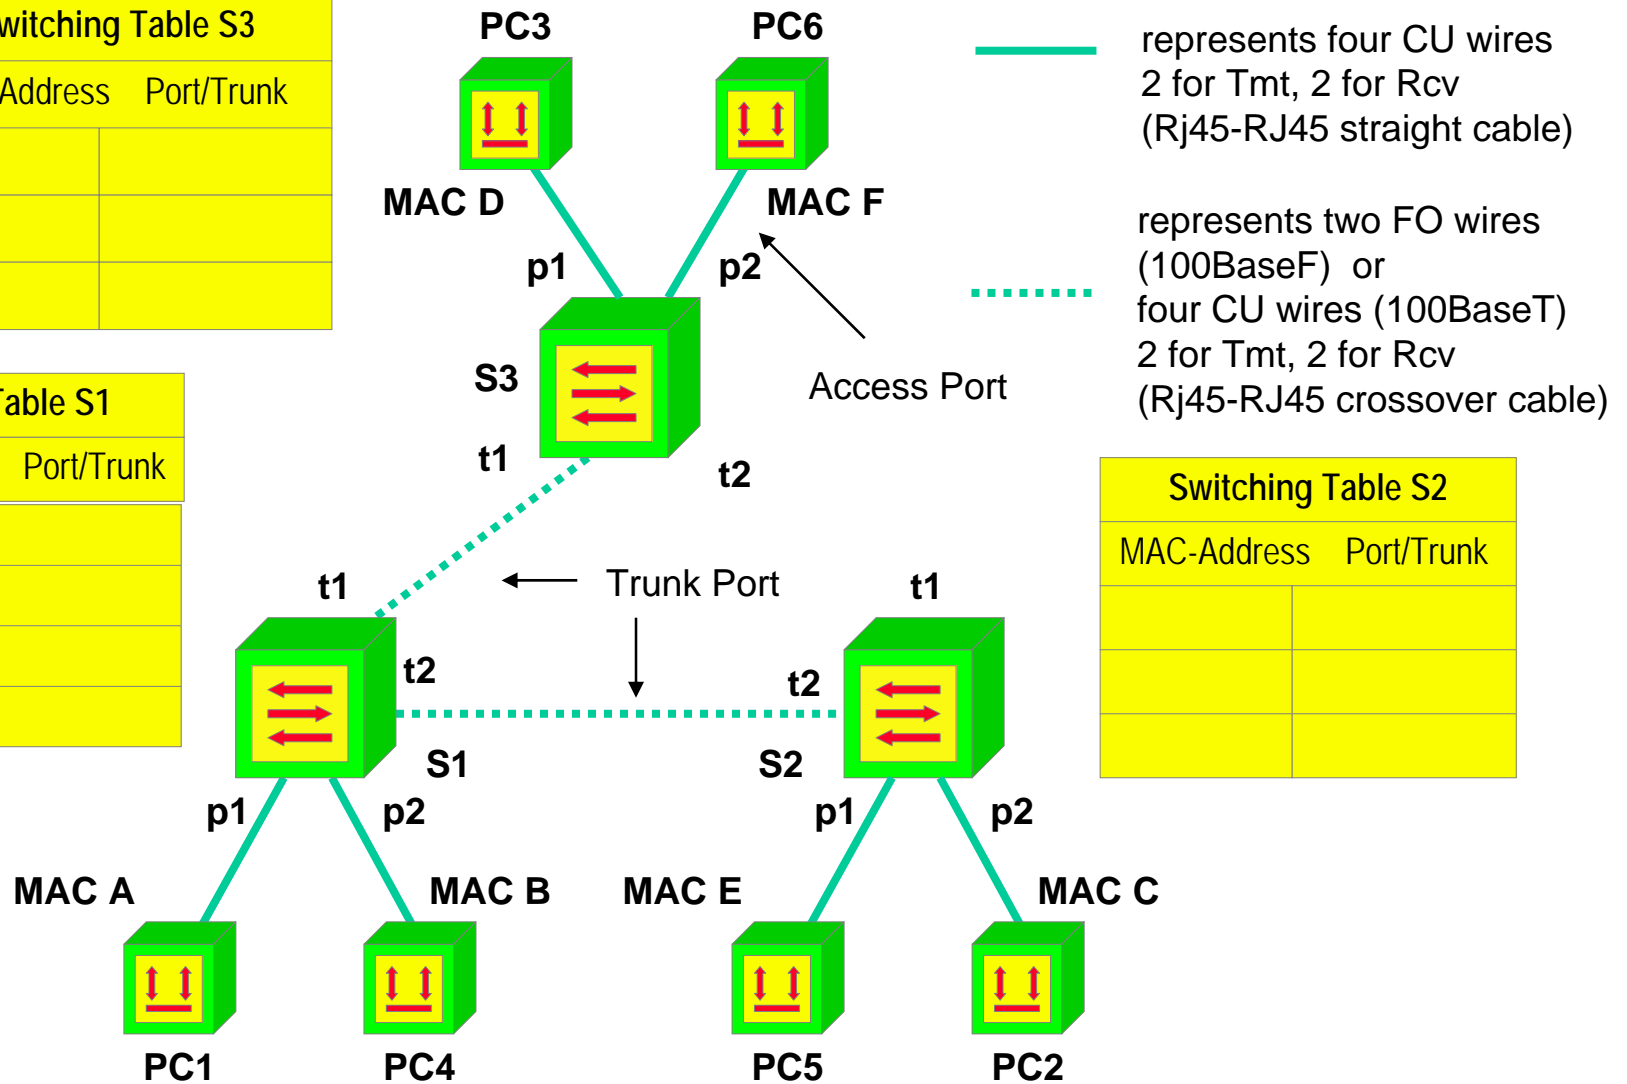 Table S3
Address Port/Trunk
PC3
PC6
represents four CU wires
2 for Tmt, 2 for Rcv
(Rj45-RJ45 straight cable)
MAC D
MAC F
represents two FO wires
(100BaseF) or
four CU wires (100BaseT)
2 for Tmt, 2 for Rcv
(Rj45-RJ45 crossover cable)
p1
p2
S3
Access Port
Table S1
Port/Trunk
t1
t2
Switching Table S2
MAC-Address Port/Trunk
t1
Trunk Port
t1
t2
t2
S1
S2
p1
p2
p1
p2
MAC A
MAC B
MAC E
MAC C
PC1
PC4
PC5
PC2